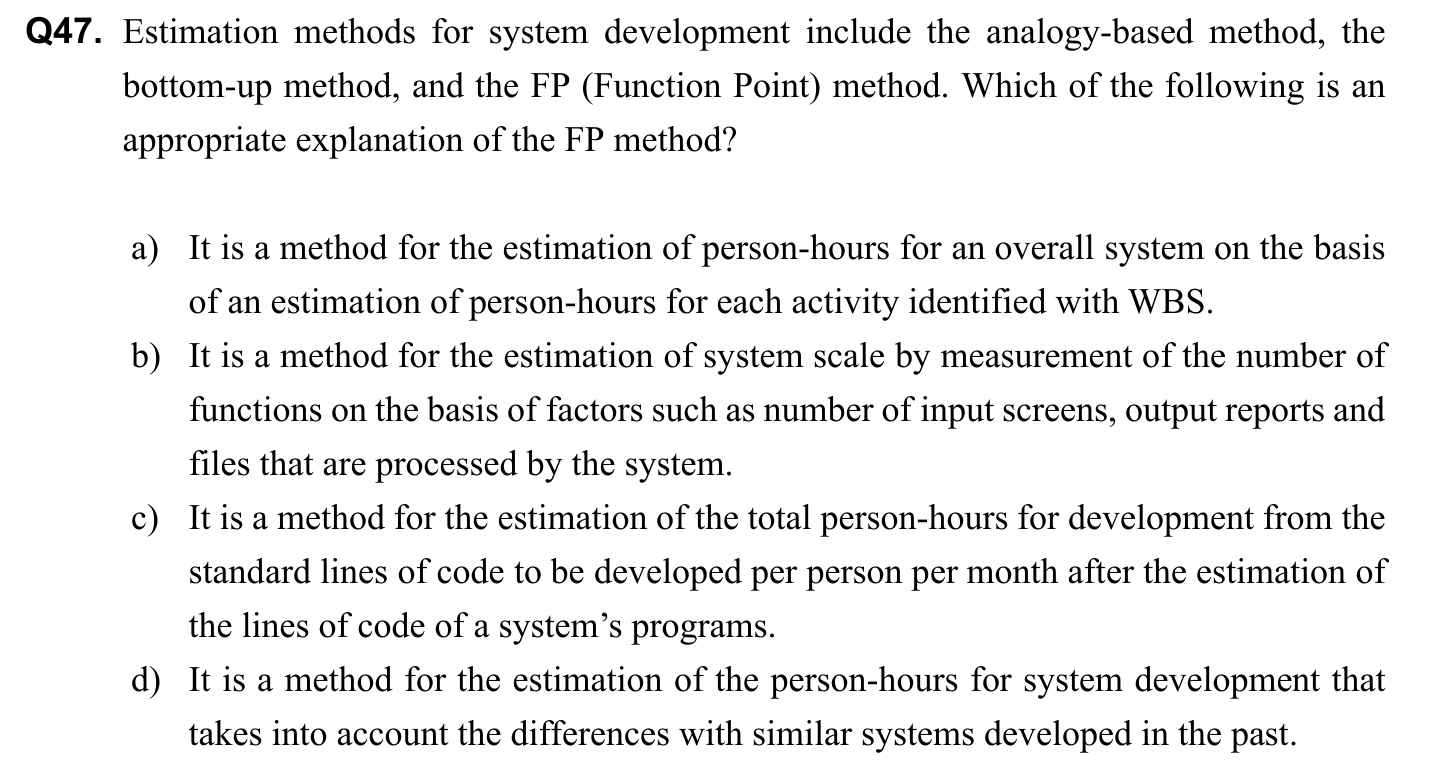 Q47. Estimation methods for system development include the analogy-based method, the
bottom-up method, and the FP (Function Point) method. Which of the following is an
appropriate explanation of the FP method?
a) It is a method for the estimation of person-hours for an overall system on the basis
of an estimation of person-hours for each activity identified with WBS.
b) It is a method for the estimation of system scale by measurement of the number of
functions on the basis of factors such as number of input screens, output reports and
files that are processed by the system.
c) It is a method for the estimation of the total person-hours for development from the
standard lines of code to be developed per person per month after the estimation of
the lines of code of a system’s programs.
d) It is a method for the estimation of the person-hours for system development that
takes into account the differences with similar systems developed in the past.